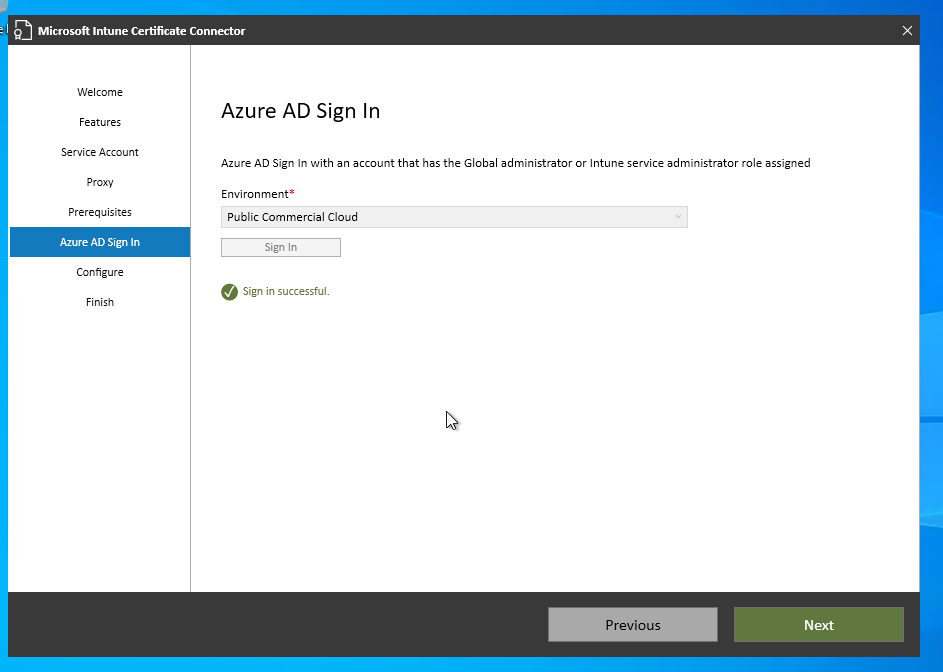 Microsoft Intune Certificate Connector
Welcome
Features
Service Account
Proxy
Prerequisites
Azure AD Sign In
Configure
Finish
Azure AD Sign In
Azure AD Sign In with an account that has the Global administrator or Intune service administrator role assigned
Environment*
Public Commercial Cloud
Sign In
Sign in successful.
Previous
Next